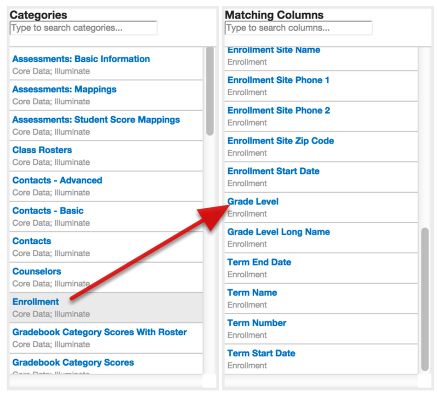 Categories
Type to search categories...
Assessments: Basic Information
Core Data; Illuminate
Assessments: Mappings
Core Data; Illuminate
Assessments: Student Score Mappings
Core Data; Illuminate
Class Rosters
Core Data; Illuminate
Contacts - Advanced
Core Data; Illuminate
Contacts - Basic
Core Data; Illuminate
Contacts
Core Data; Illuminate
Counselors
Core Data; Illuminate
Enrollment
Core Data; Illuminate
Gradebook Category Scores With Roster
Core Data; Illuminate
Gradebook Category Scores
Core Data; Illuminate
Matching Columns
Type to search columns...
Enrollment Site Name
Enrollment
Enrollment Site Phone 1
Enrollment
Enrollment Site Phone 2
Enrollment
Enrollment Site Zip Code
Enrollment
Enrollment Start Date
Enrollment
Grade Level
Enrollment
Grade Level Long Name
Enrollment
Term End Date
Enrollment
Term Name
Enrollment
Term Number
Enrollment
Term Start Date
Enrollment